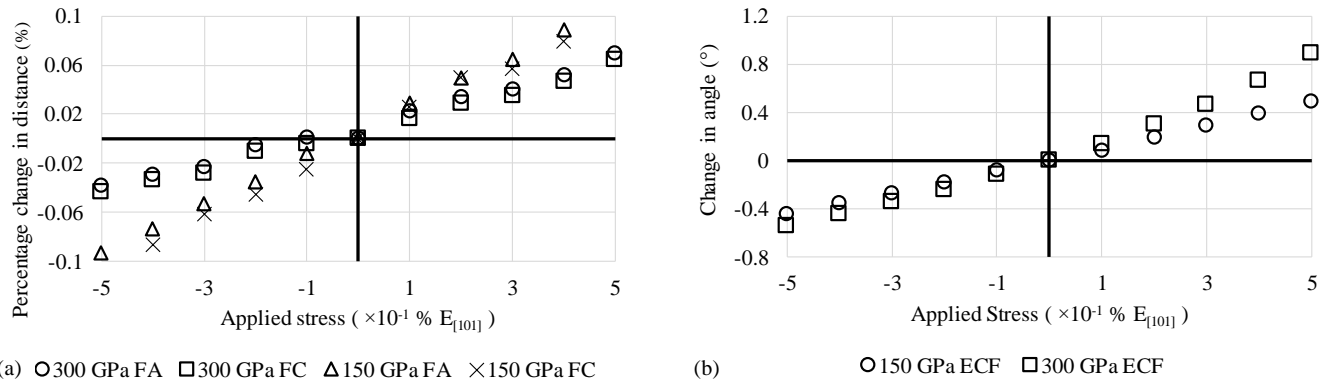 Percentage change in distance (%)
0.1
0.06
0.02
-0.02
-0.06
-0.1
-5 -3 -1 1 3 5
Applied stress ( ×10⁻¹ % E[101] )
(a) 300 GPa FA 300 GPa FC 150 GPa FA 150 GPa FC
Change in angle (°)
1.2
0.8
0.4
0
-0.4
-0.8
-5 -3 -1 1 3 5
Applied Stress ( ×10⁻¹ % E[101] )
(b) 150 GPa ECF 300 GPa ECF